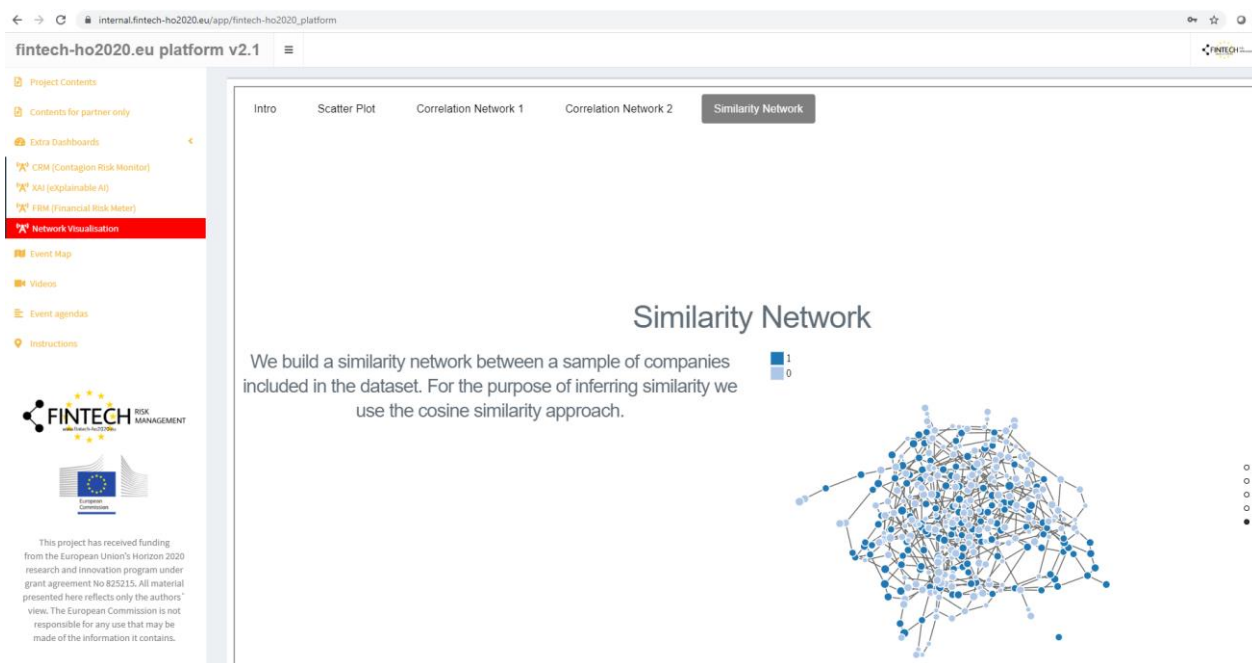 internal.fintech-ho2020.eu/app/fintech-ho2020_platform
fintech-ho2020.eu platform v2.1
FINTECH
Project Contents
Contents for partner only
Extra Dashboards
CRM (Contagion Risk Monitor)
XAI (eXplainable AI)
FRM (Financial Risk Meter)
Network Visualisation
Event Map
Videos
Event agendas
Instructions
FINTECH RISK MANAGEMENT
www.fintech-ho2020.eu
European
Commission
This project has received funding
from the European Union's Horizon 2020
research and innovation program under
grant agreement No 825215. All material
presented here reflects only the authors'
view. The European Commission is not
responsible for any use that may be
made of the information it contains.
Intro Scatter Plot Correlation Network 1 Correlation Network 2 Similarity Network
Similarity Network
We build a similarity network between a sample of companies
included in the dataset. For the purpose of inferring similarity we
use the cosine similarity approach.
1
0